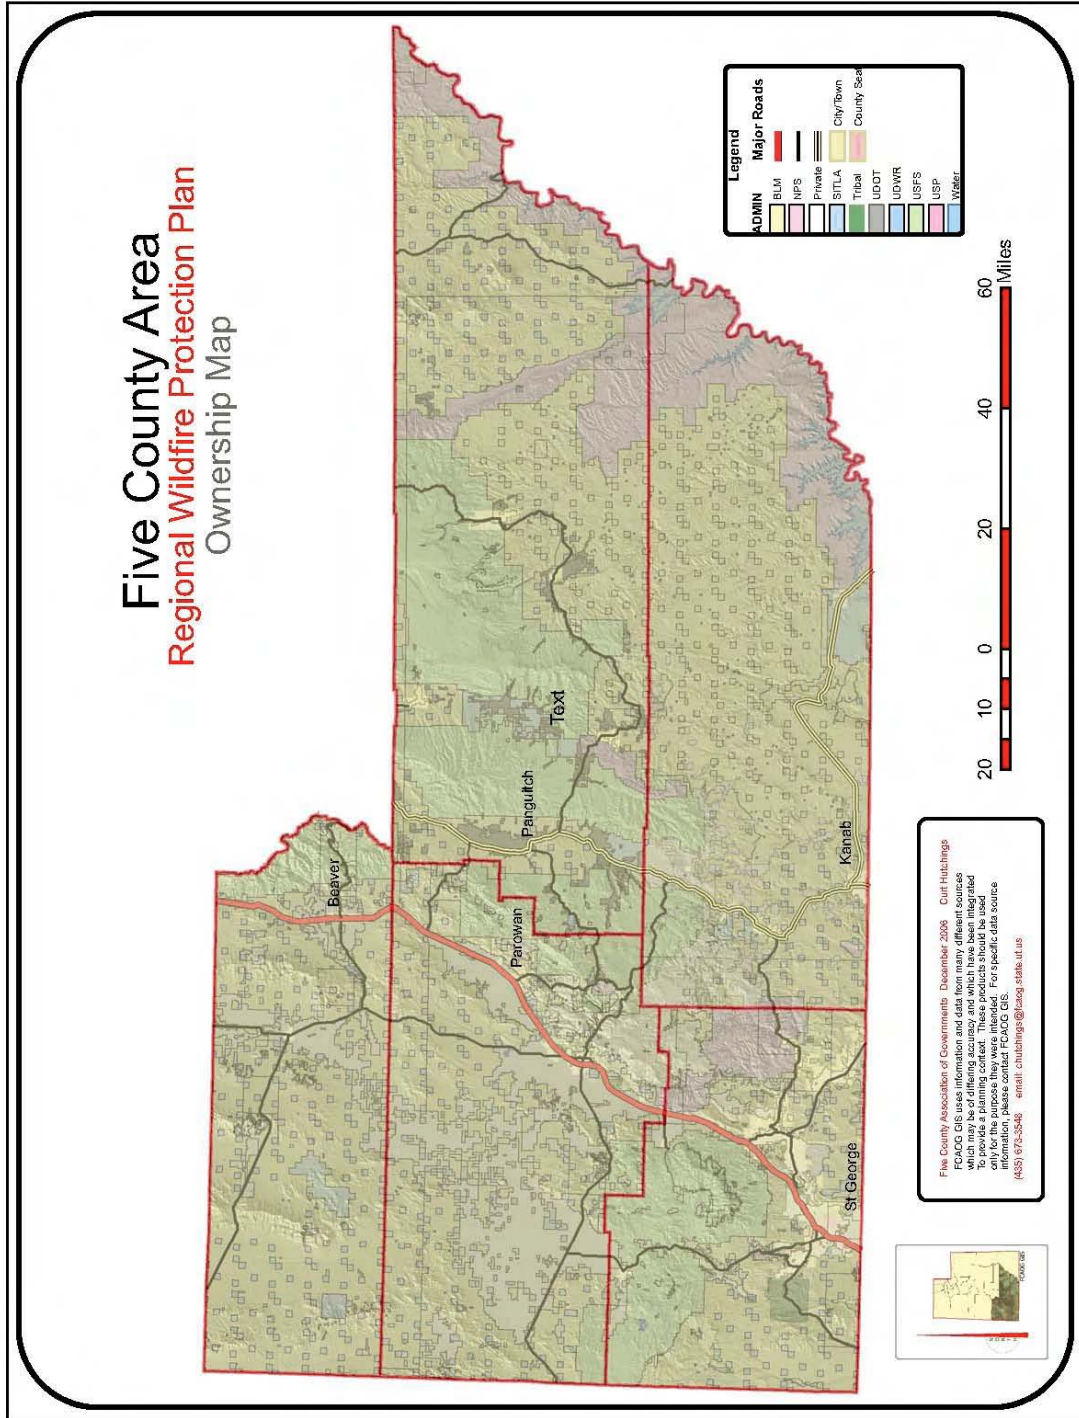 Five County Area
Regional Wildfire Protection Plan
Ownership Map
Legend
ADMIN
BLM
NPS
Private
SITLA
Tribal
UDOT
UDWR
USFS
USP
Water
Major Roads
City/Town
County Seat
Beaver
Parowan
Panguitch
Text
Kanab
St George
20 10 0 20 40 60
Miles
Five County Association of Governments December 2006 Curt Hutchings
FCAOG GIS uses information and data from many different sources
which may be of differing accuracy and which have been integrated
To provide a planning context. These products should be used
only for the purpose they were intended. For specific data source
information, please contact FCAOG GIS.
(435) 673-3548 email: chutchings@fcaog.state.ut.us
FCAOG GIS